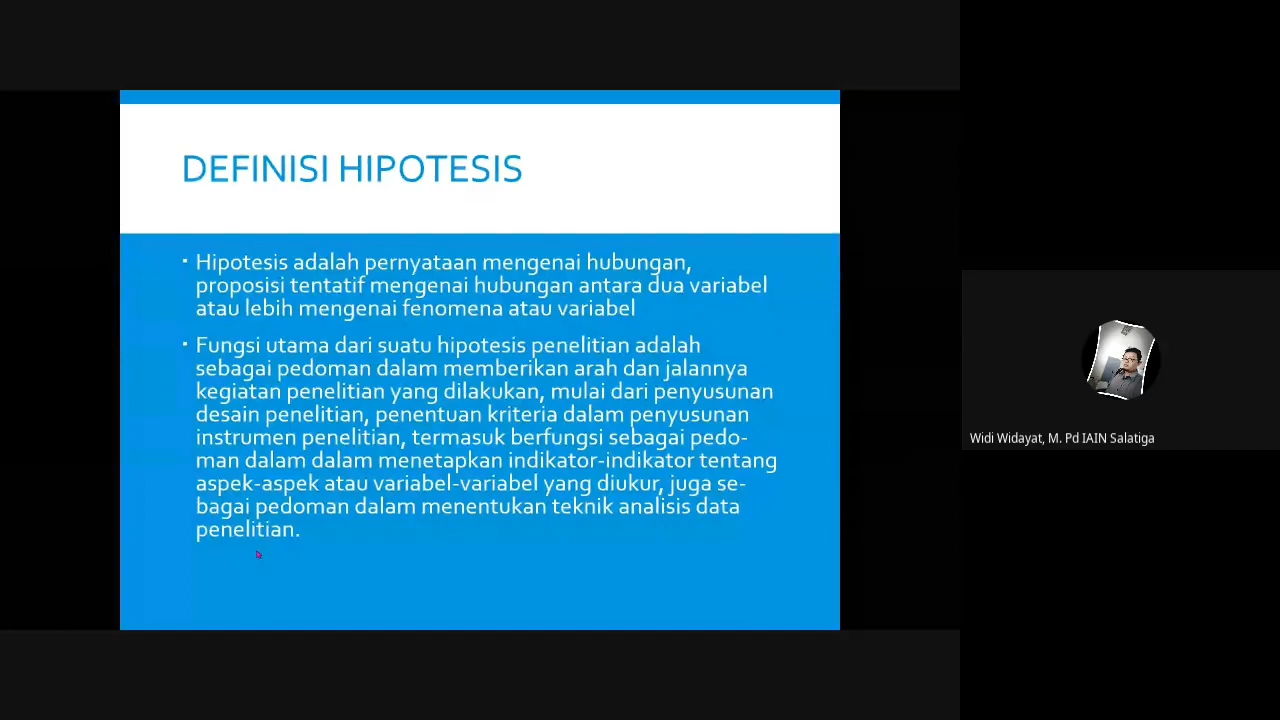 DEFINISI HIPOTESIS
Hipotesis adalah pernyataan mengenai hubungan,
proposisi tentatif mengenai hubungan antara dua variabel
atau lebih mengenai fenomena atau variabel
Fungsi utama dari suatu hipotesis penelitian adalah
sebagai pedoman dalam memberikan arah dan jalannya
kegiatan penelitian yang dilakukan, mulai dari penyusunan
desain penelitian, penentuan kriteria dalam penyusunan
instrumen penelitian, termasuk berfungsi sebagai pedo-
man dalam dalam menetapkan indikator-indikator tentang
aspek-aspek atau variabel-variabel yang diukur, juga se-
bagai pedoman dalam menentukan teknik analisis data
penelitian.
Widi Widayat, M. Pd IAIN Salatiga